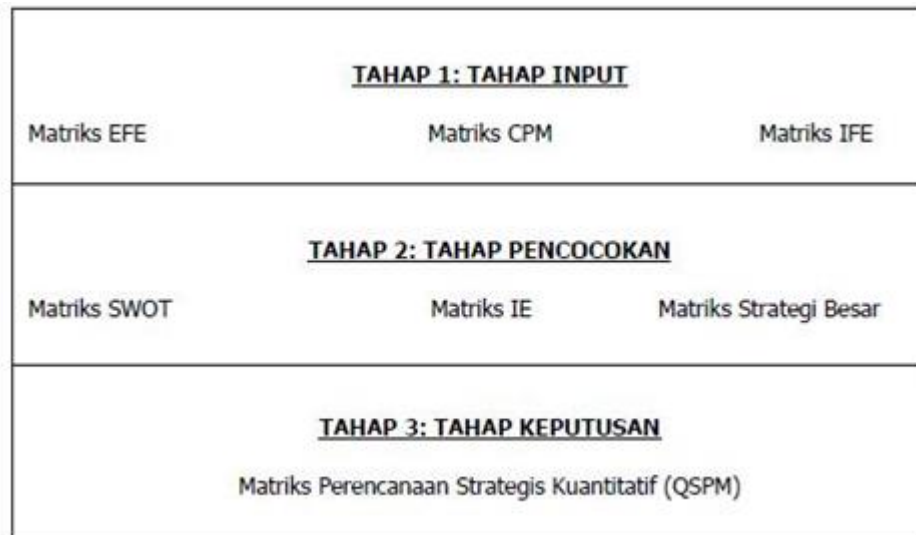 TAHAP 1: TAHAP INPUT
Matriks EFE Matriks CPM Matriks IFE
TAHAP 2: TAHAP PENCOCOKAN
Matriks SWOT Matriks IE Matriks Strategi Besar
TAHAP 3: TAHAP KEPUTUSAN
Matriks Perencanaan Strategis Kuantitatif (QSPM)